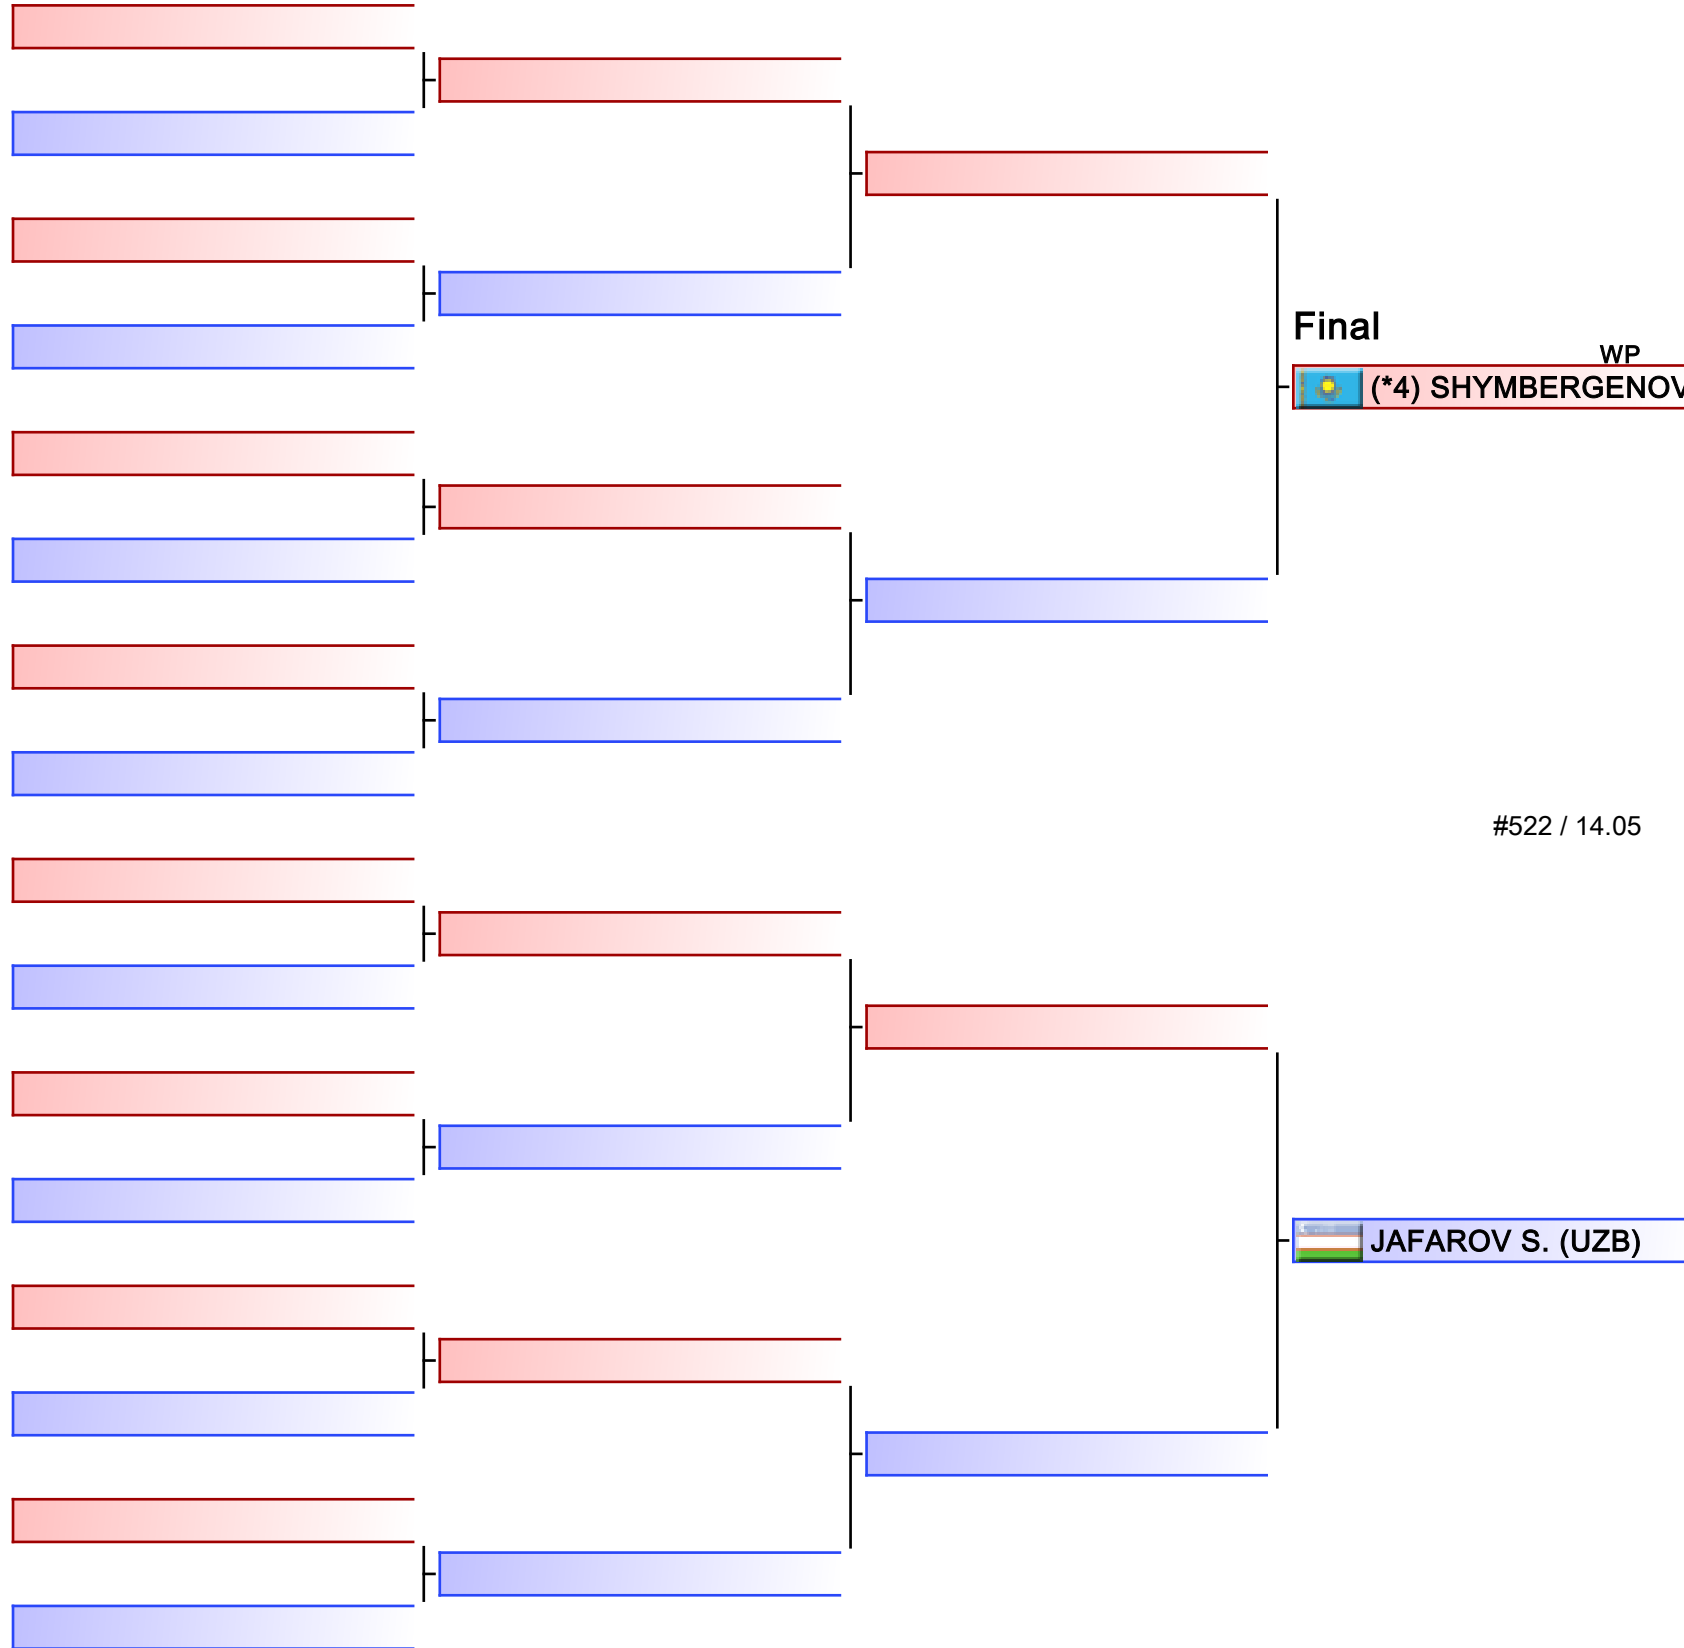 Final
WP
(*4) SHYMBERGENOV
#522 / 14.05
JAFAROV S. (UZB)